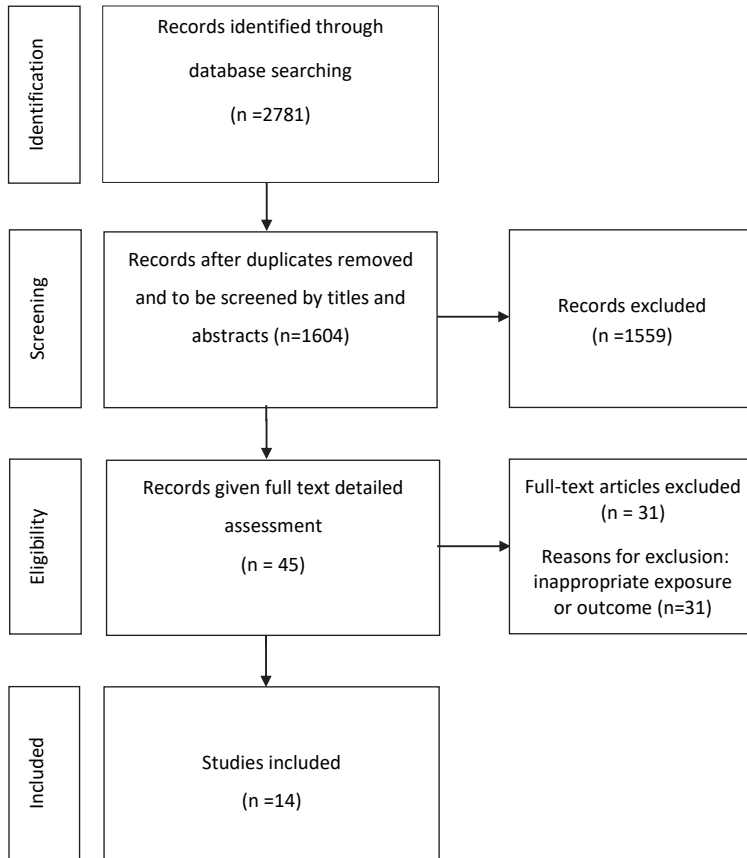 Identification
Records identified through
database searching
(n =2781)
Screening
Records after duplicates removed
and to be screened by titles and
abstracts (n=1604)
Records excluded
(n =1559)
Eligibility
Records given full text detailed
assessment
(n = 45)
Full-text articles excluded
(n = 31)
Reasons for exclusion:
inappropriate exposure
or outcome (n=31)
Included
Studies included
(n =14)